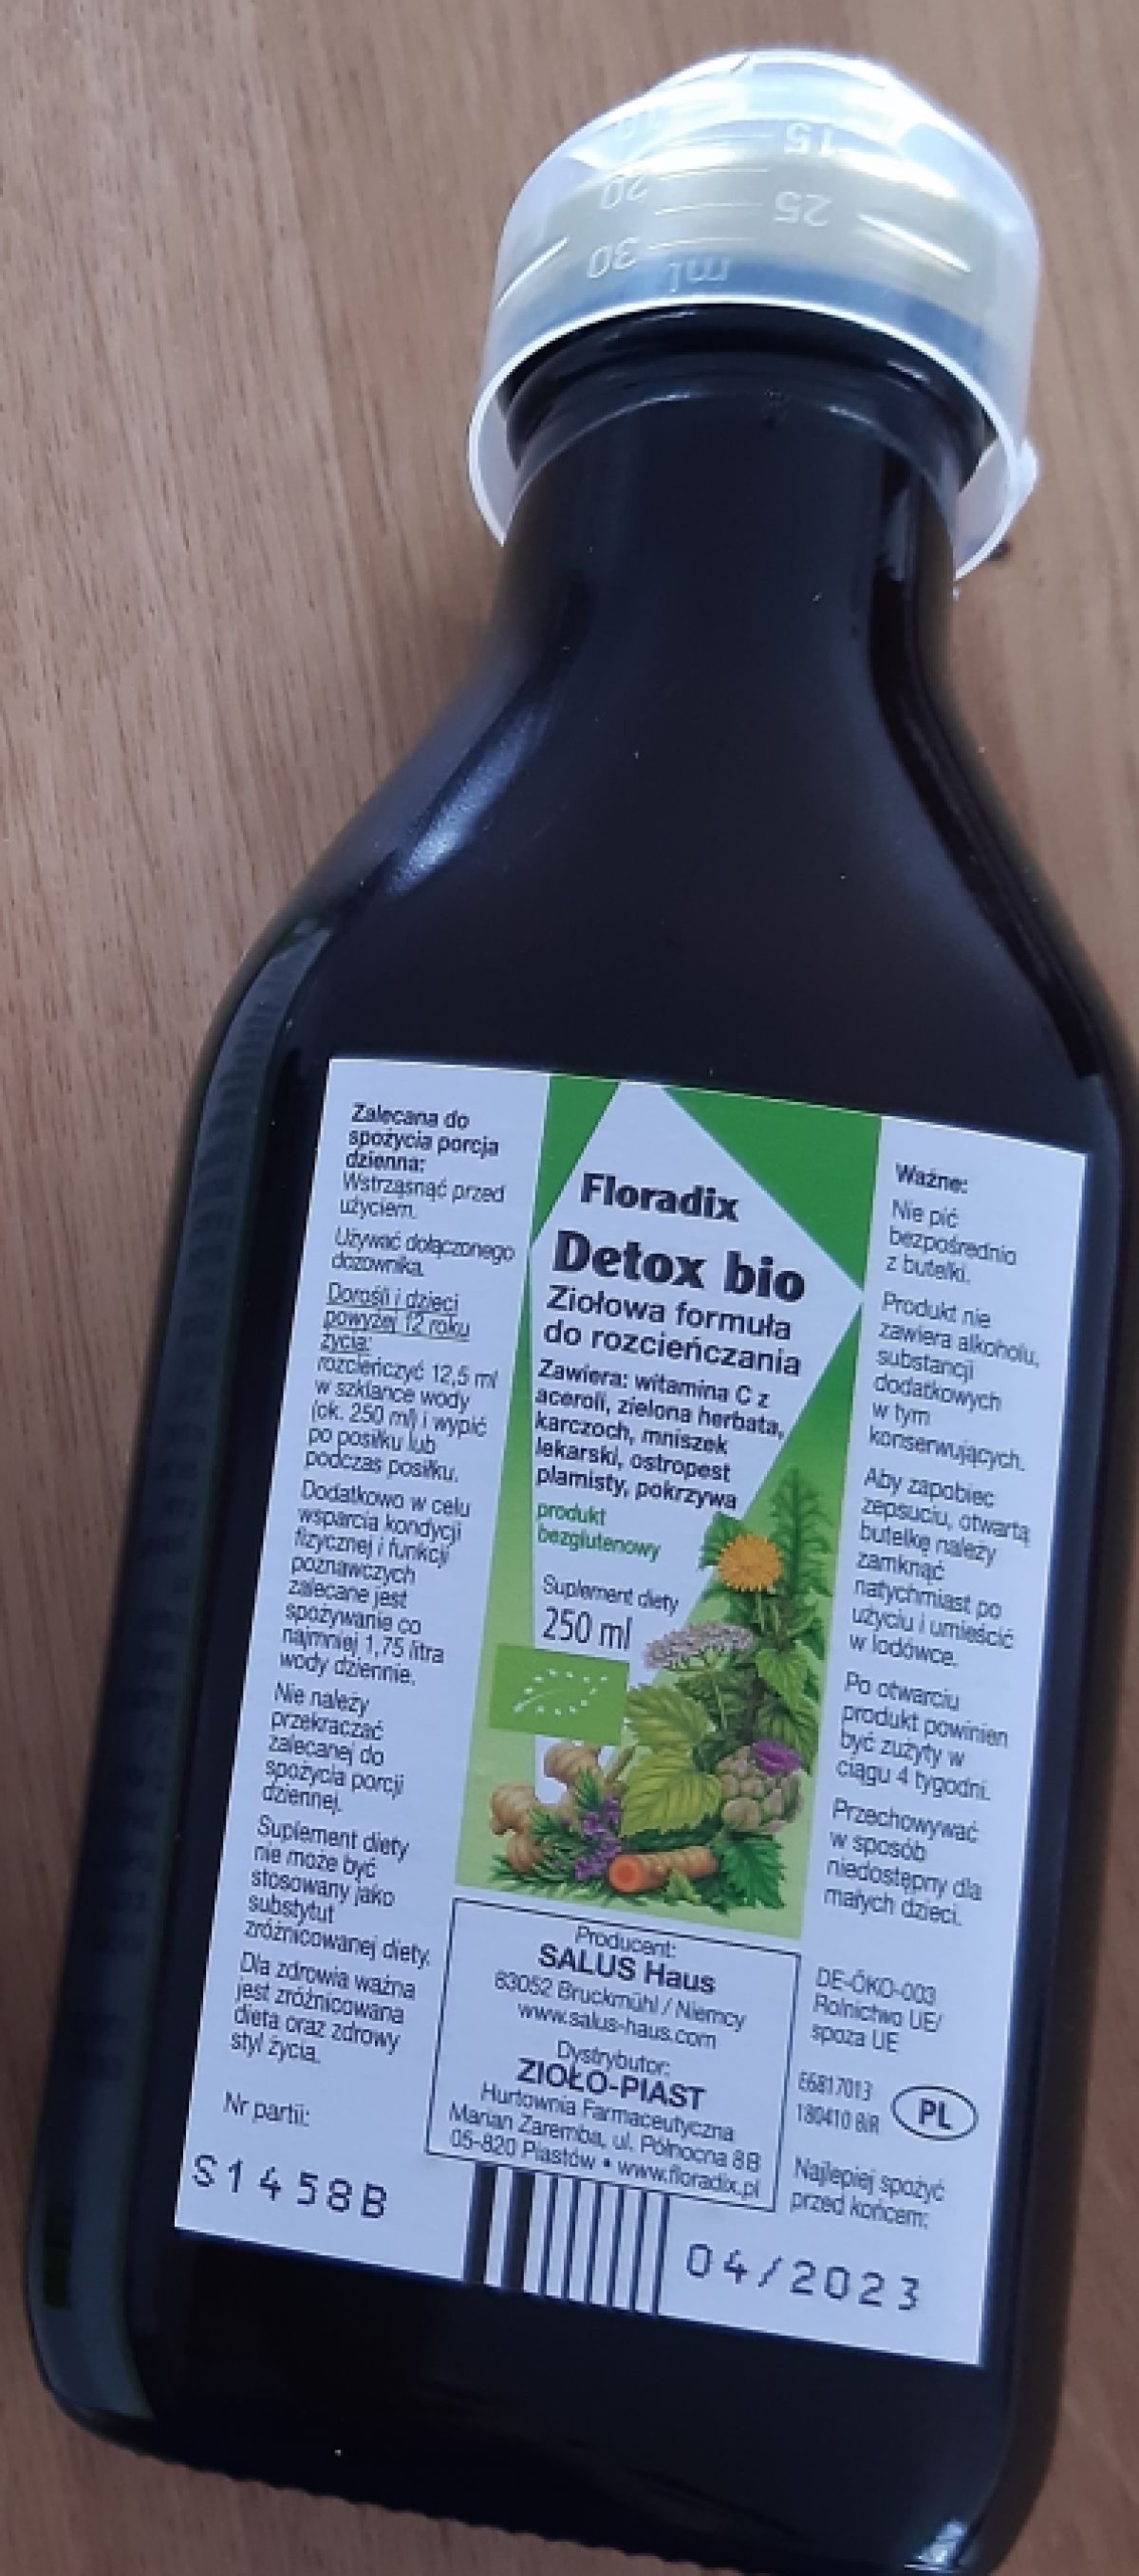 10
15
20
25
30
ml
Zalecana do
spożycia porcja
dzienna:
Wstrząsnąć przed
użyciem.
Używać dołączonego
dozownika.
Dorośli i dzieci
powyżej 12 roku
życia:
rozcieńczyć 12,5 ml
w szklance wody
(ok. 250 ml) i wypić
po posiłku lub
podczas posiłku.
Dodatkowo w celu
wsparcia kondycji
fizycznej i funkcji
poznawczych
zalecane jest
spożywanie co
najmniej 1,75 litra
wody dziennie.
Nie należy
przekraczać
zalecanej do
spożycia porcji
dziennej.
Suplement diety
nie może być
stosowany jako
substytut
zróżnicowanej diety.
Dla zdrowia ważna
jest zróżnicowana
dieta oraz zdrowy
styl życia.
Nr partii:
S1458B
Floradix
Detox bio
Ziołowa formuła
do rozcieńczania
Zawiera: witamina C z
aceroli, zielona herbata,
karczoch, mniszek
lekarski, ostropest
plamisty, pokrzywa
produkt
bezglutenowy
Suplement diety
250 ml
Producent:
SALUS Haus
83052 Bruckmühl / Niemcy
www.salus-haus.com
Dystrybutor:
ZIOŁO-PIAST
Hurtownia Farmaceutyczna
Marian Zaremba, ul. Północna 8B
05-820 Piastów • www.floradix.pl
Ważne:
Nie pić
bezpośrednio
z butelki.
Produkt nie
zawiera alkoholu,
substancji
dodatkowych
w tym
konserwujących.
Aby zapobiec
zepsuciu, otwartą
butelkę należy
zamknąć
natychmiast po
użyciu i umieścić
w lodówce.
Po otwarciu
produkt powinien
być zużyty w
ciągu 4 tygodni.
Przechowywać
w sposób
niedostępny dla
małych dzieci.
DE-ÖKO-003
Rolnictwo UE/
spoza UE
E6817013
180410 BIR
PL
Najlepiej spożyć
przed końcem:
04/2023